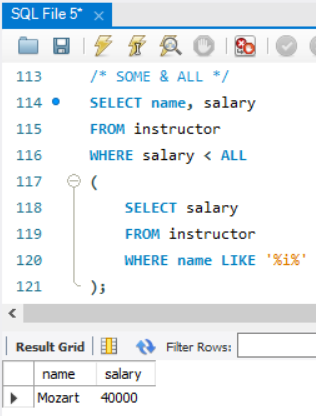 SQL File 5*
113 /* SOME & ALL */
114 SELECT name, salary
115 FROM instructor
116 WHERE salary < ALL
117 (
118 SELECT salary
119 FROM instructor
120 WHERE name LIKE '%i%'
121 );
Result Grid Filter Rows:
name salary
Mozart 40000